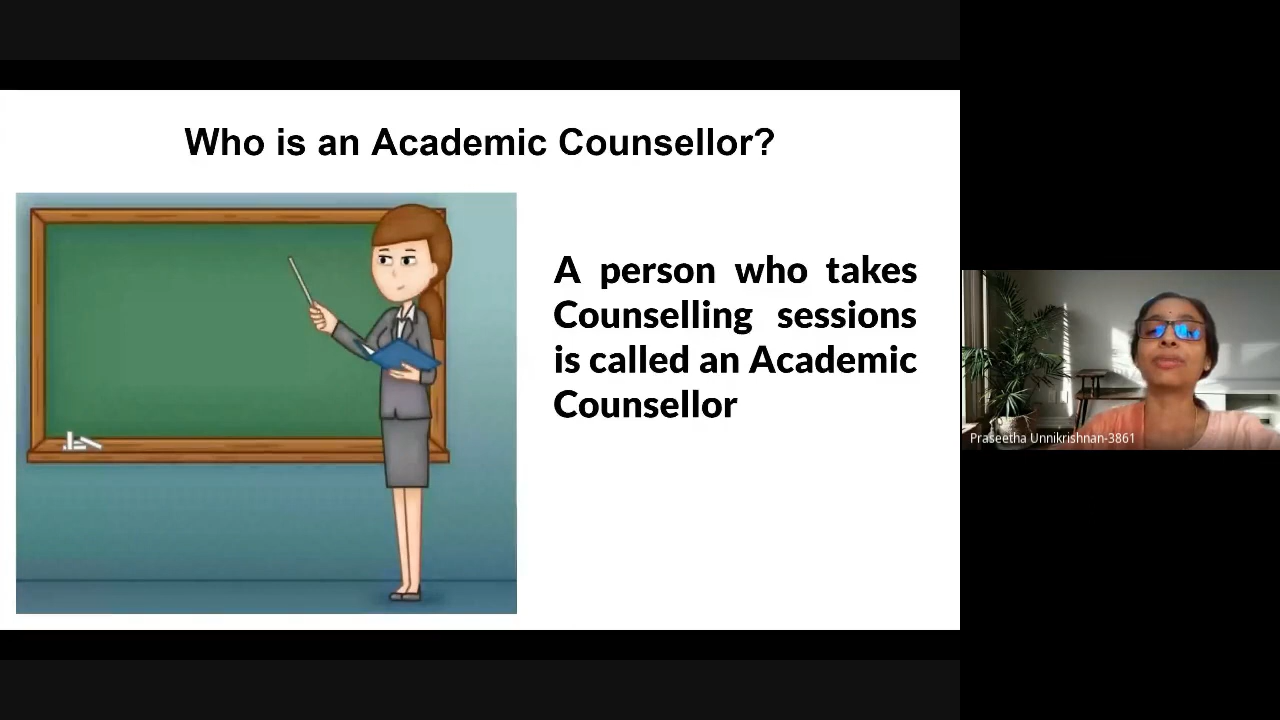 Who is an Academic Counsellor?
A person who takes
Counselling sessions
is called an Academic
Counsellor
Praseetha Unnikrishnan-3861